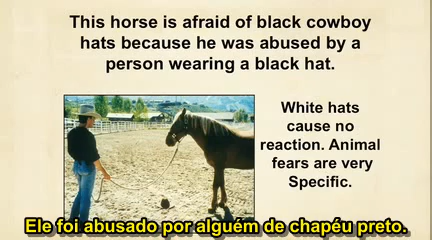 This horse is afraid of black cowboy
hats because he was abused by a
person wearing a black hat.
White hats
cause no
reaction. Animal
fears are very
Specific.
Ele foi abusado por alguém de chapéu preto.